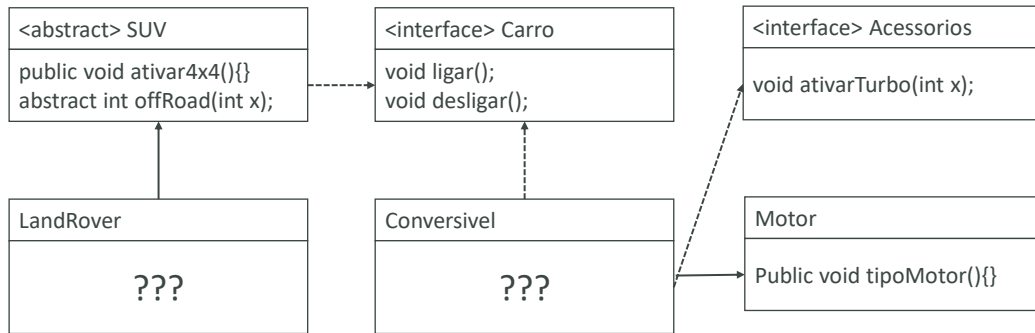 <abstract> SUV
public void ativar4x4(){}
abstract int offRoad(int x);
<interface> Carro
void ligar();
void desligar();
<interface> Acessorios
void ativarTurbo(int x);
LandRover
???
Conversivel
???
Motor
Public void tipoMotor(){}